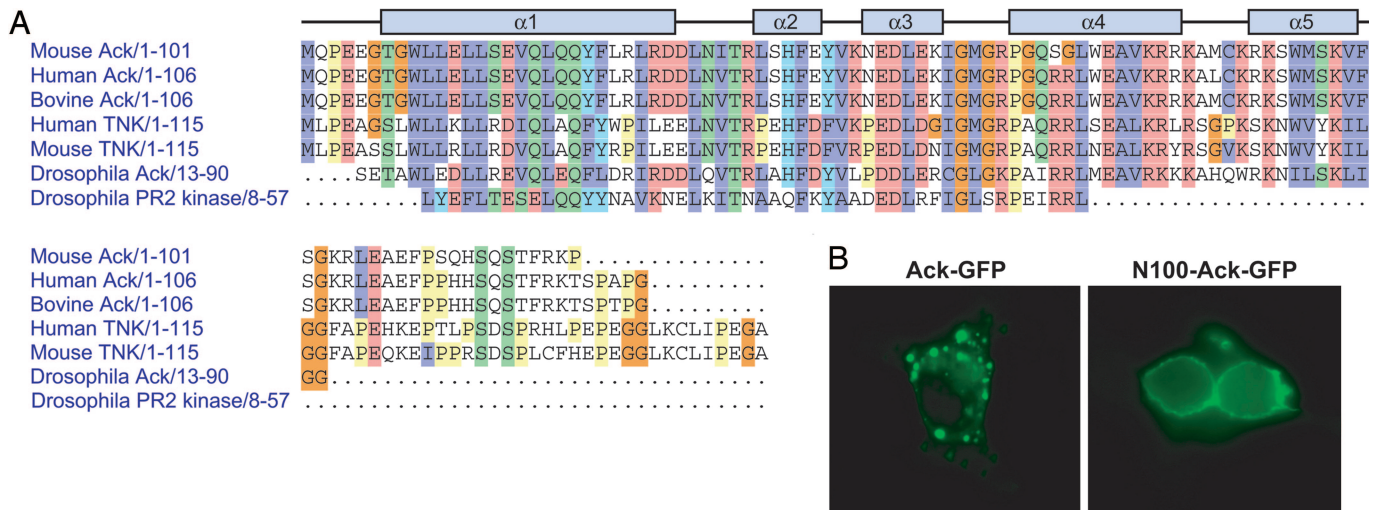 A
α1 α2 α3 α4 α5
Mouse Ack/1-101 MQPEEGTGWLLELLSEVQLQQYFLRLRDDLNITRLSHFEYVKNEDLEKIGMGRPGQSGLWEAVKRRKAMCKRKSWMSKVF
Human Ack/1-106 MQPEEGTGWLLELLSEVQLQQYFLRLRDDLNVTRLSHFEYVKNEDLEKIGMGRPGQRRLWEAVKRRKALCKRKSWMSKVF
Bovine Ack/1-106 MQPEEGTGWLLELLSEVQLQQYFLRLRDDLNVTRLSHFEYVKNEDLEKIGMGRPGQRRLWEAVKRRKAMCKRKSWMSKVF
Human TNK/1-115 MLPEAGSLWLLKLLRDIQLAQFYWPILEELNVTRPEHFDFVKPEDLDGIGMGRPAQRRLSEALKRLRSGPKSKNWVYKIL
Mouse TNK/1-115 MLPEASSLWLLRLLRDVQLAQFYRPILEELNVTRPEHFDFVRPEDLDNIGMGRPAQRRLNEALKRYRSGVKSKNWVYKIL
Drosophila Ack/13-90 ....SETAWLEDLLREVQLEQFLDRIRDDLQVTRLAHFDYVLPDDLERCGLGKPAIRRLMEAVKRKKAHQWRKNILSKLI
Drosophila PR2 kinase/8-57 .........LYEFLTESELQQYYNAVKNELKITNAAQFKYAADEDLRFIGLSRPEIRRL.....................
Mouse Ack/1-101 SGKRLEAEFPSQHSQSTFRKP..............
Human Ack/1-106 SGKRLEAEFPPHHSQSTFRKTSPAPG.........
Bovine Ack/1-106 SGKRLEAEFPPHHSQSTFRKTSPTPG.........
Human TNK/1-115 GGFAPEHKEPTLPSDSPRHLPEPEGGLKCLIPEGA
Mouse TNK/1-115 GGFAPEQKEIPPRSDSPLCFHEPEGGLKCLIPEGA
Drosophila Ack/13-90 GG.................................
Drosophila PR2 kinase/8-57 ...................................
B
Ack-GFP
N100-Ack-GFP